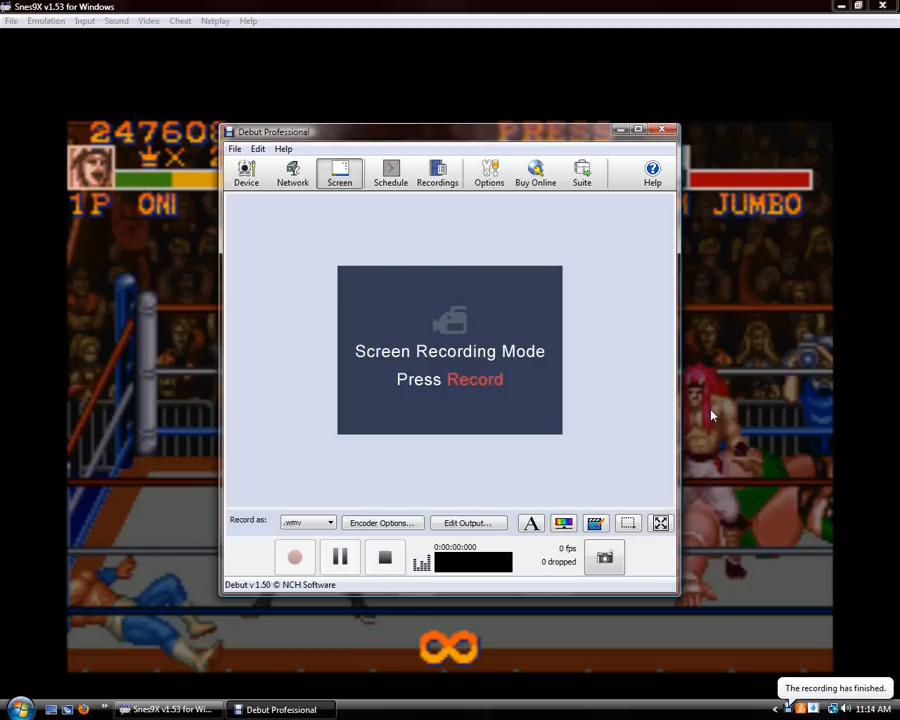 Snes9X v1.53 for Windows
File Emulation Input Sound Video Cheat Netplay Help
247608 PRESS
1P ONI JUMBO
Debut Professional
File Edit Help
Device Network Screen Schedule Recordings Options Buy Online Suite Help
Screen Recording Mode
Press Record
Record as: .wmv Encoder Options... A Edit Output...
0:00:00:000 0 fps
0 dropped
Debut v 1.50 © NCH Software
The recording has finished.
Snes9X v1.53 for Wi... Debut Professional 11:14 AM